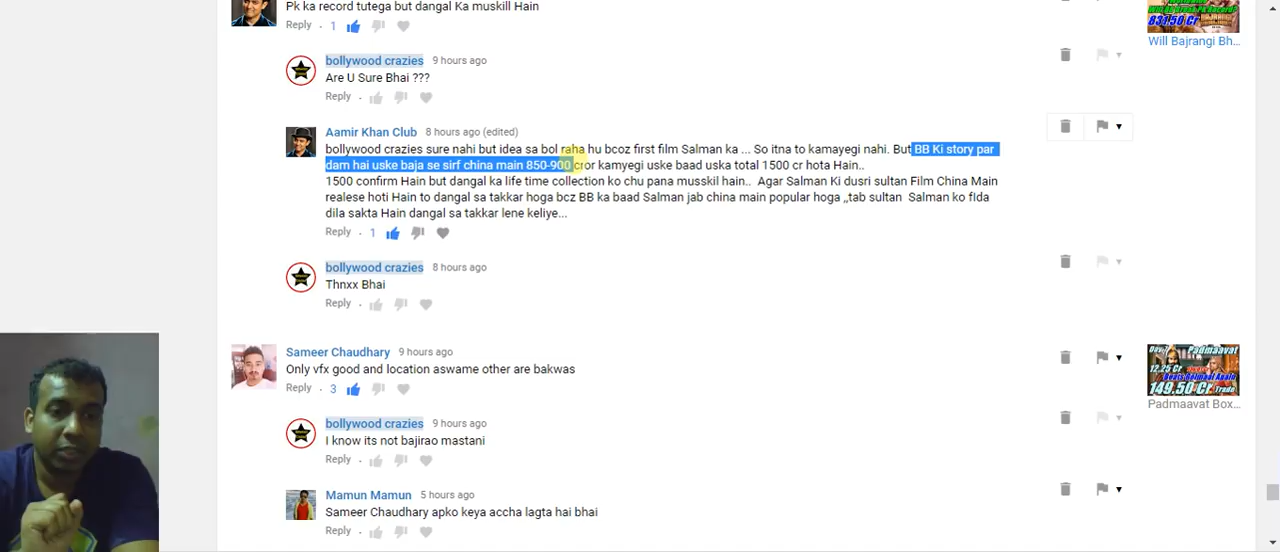 Pk ka record tutega but dangal Ka muskill Hain
Reply · 1
831.50 Cr
Will Bajrangi Bh...
bollywood crazies 9 hours ago
Are U Sure Bhai ???
Reply ·
Aamir Khan Club 8 hours ago (edited)
bollywood crazies sure nahi but idea sa bol raha hu bcoz first film Salman ka ... So itna to kamayegi nahi. But BB Ki story par
dam hai uske baja se sirf china main 850-900 cror kamyegi uske baad uska total 1500 cr hota Hain..
1500 confirm Hain but dangal ka life time collection ko chu pana musskil hain.. Agar Salman Ki dusri sultan Film China Main
realese hoti Hain to dangal sa takkar hoga bcz BB ka baad Salman jab china main popular hoga ,,tab sultan Salman ko fIda
dila sakta Hain dangal sa takkar lene keliye...
Reply · 1
bollywood crazies 8 hours ago
Thnxx Bhai
Reply ·
Sameer Chaudhary 9 hours ago
Only vfx good and location aswame other are bakwas
Reply · 3
Padmaavat
12.25 Cr
149.50 Cr
Padmaavat Box...
bollywood crazies 9 hours ago
I know its not bajirao mastani
Reply ·
Mamun Mamun 5 hours ago
Sameer Chaudhary apko keya accha lagta hai bhai
Reply ·